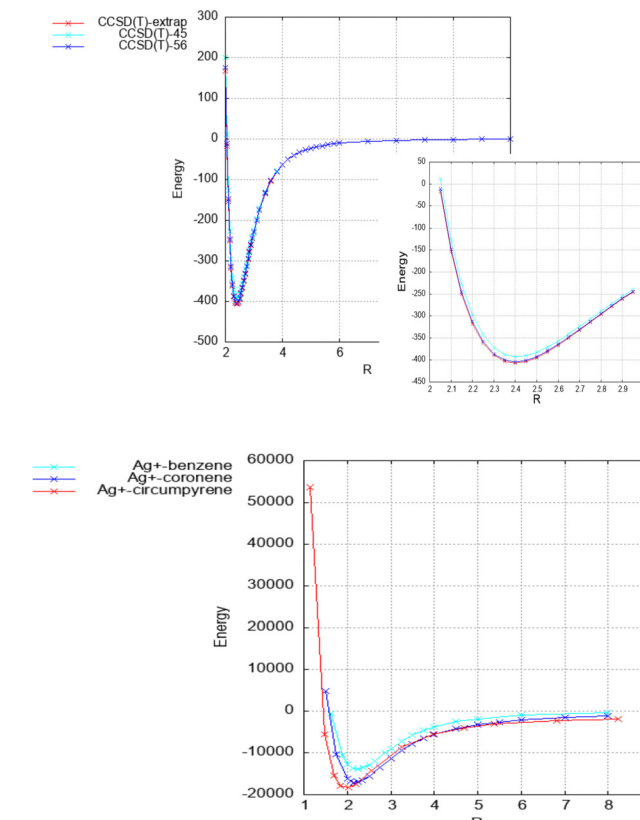 CCSD(T)-extrap
CCSD(T)-45
CCSD(T)-56
300
200
100
0
-100
-200
-300
-400
-500
Energy
2 4 6
R
50
0
-50
-100
-150
-200
-250
-300
-350
-400
-450
Energy
2 2.1 2.2 2.3 2.4 2.5 2.6 2.7 2.8 2.9
R
Ag+-benzene
Ag+-coronene
Ag+-circumpyrene
60000
50000
40000
30000
20000
10000
0
-10000
-20000
Energy
1 2 3 4 5 6 7 8